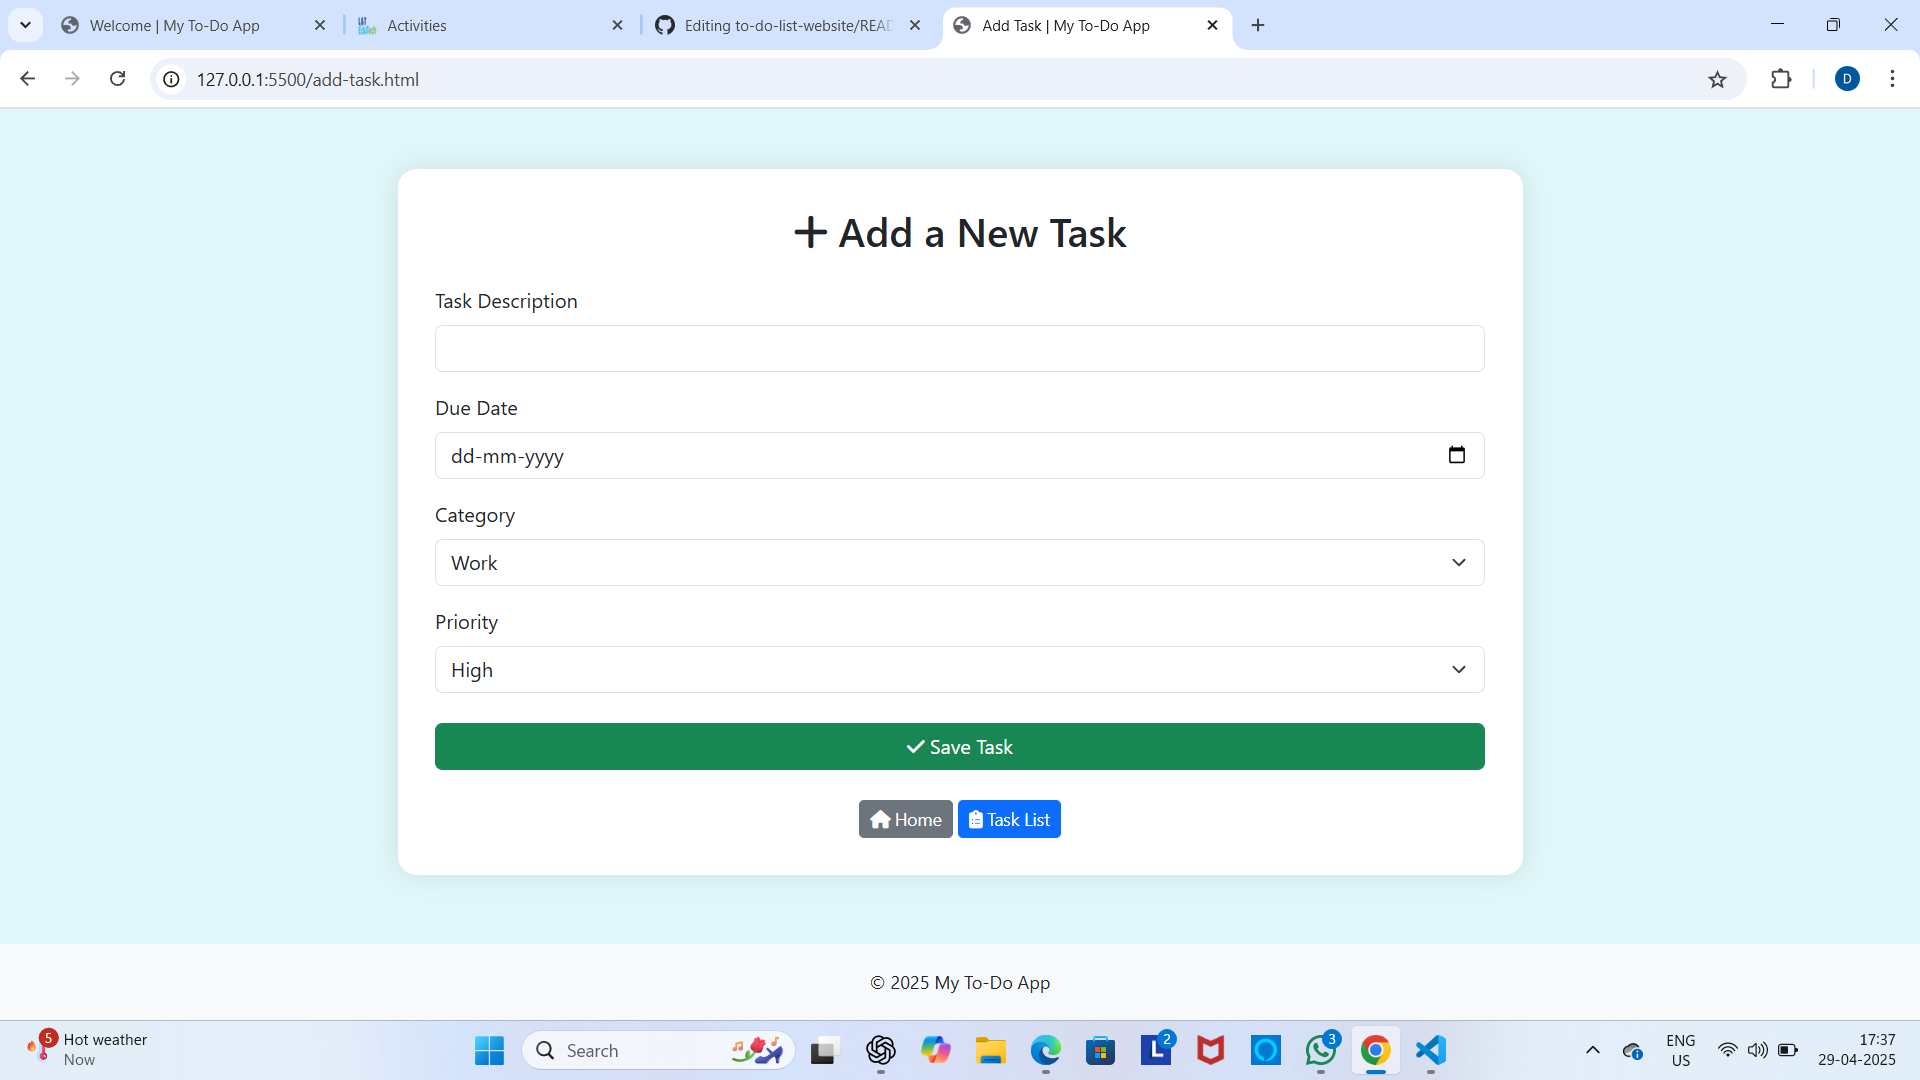 Welcome | My To-Do App
Activities
Editing to-do-list-website/READ
Add Task | My To-Do App
127.0.0.1:5500/add-task.html
D
Add a New Task
Task Description
Due Date
dd-mm-yyyy
Category
Work
Priority
High
Save Task
Home
Task List
© 2025 My To-Do App
5
Hot weather
Now
Search
L
2
3
ENG
US
17:37
29-04-2025